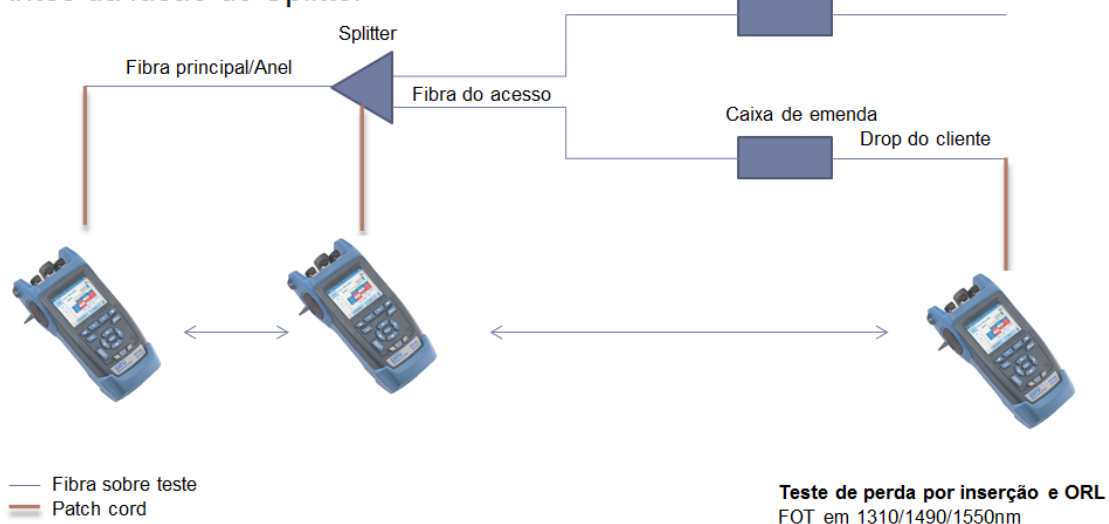 Splitter
Fibra principal/Anel
Fibra do acesso
Caixa de emenda
Drop do cliente
Fibra sobre teste
Patch cord
Teste de perda por inserção e ORL
FOT em 1310/1490/1550nm